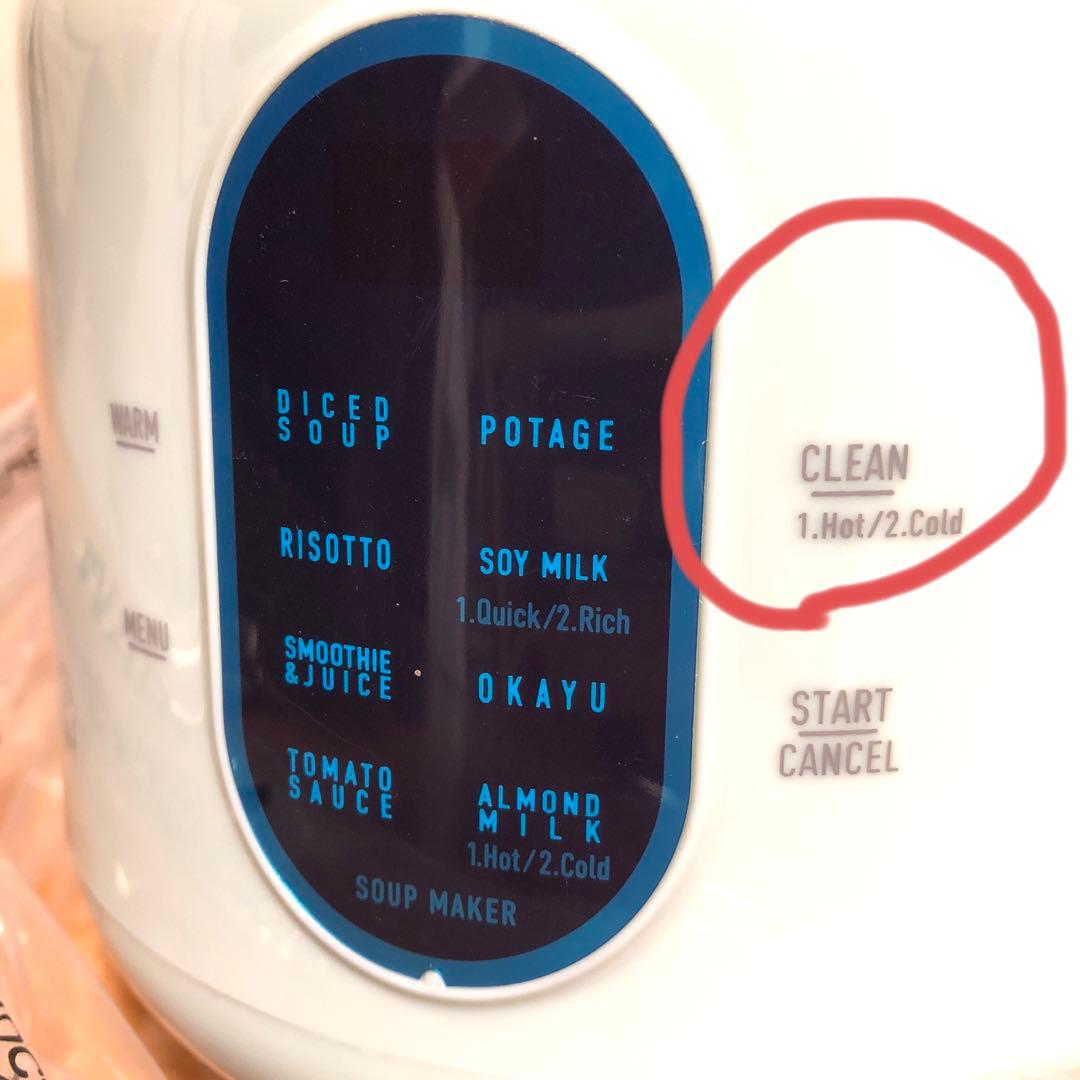 WARM
MENU
DICED
SOUP
POTAGE
RISOTTO
SOY MILK
1.Quick/2.Rich
SMOOTHIE
&JUICE
OKAYU
TOMATO
SAUCE
ALMOND
MILK
1.Hot/2.Cold
SOUP MAKER
CLEAN
1.Hot/2.Cold
START
CANCEL